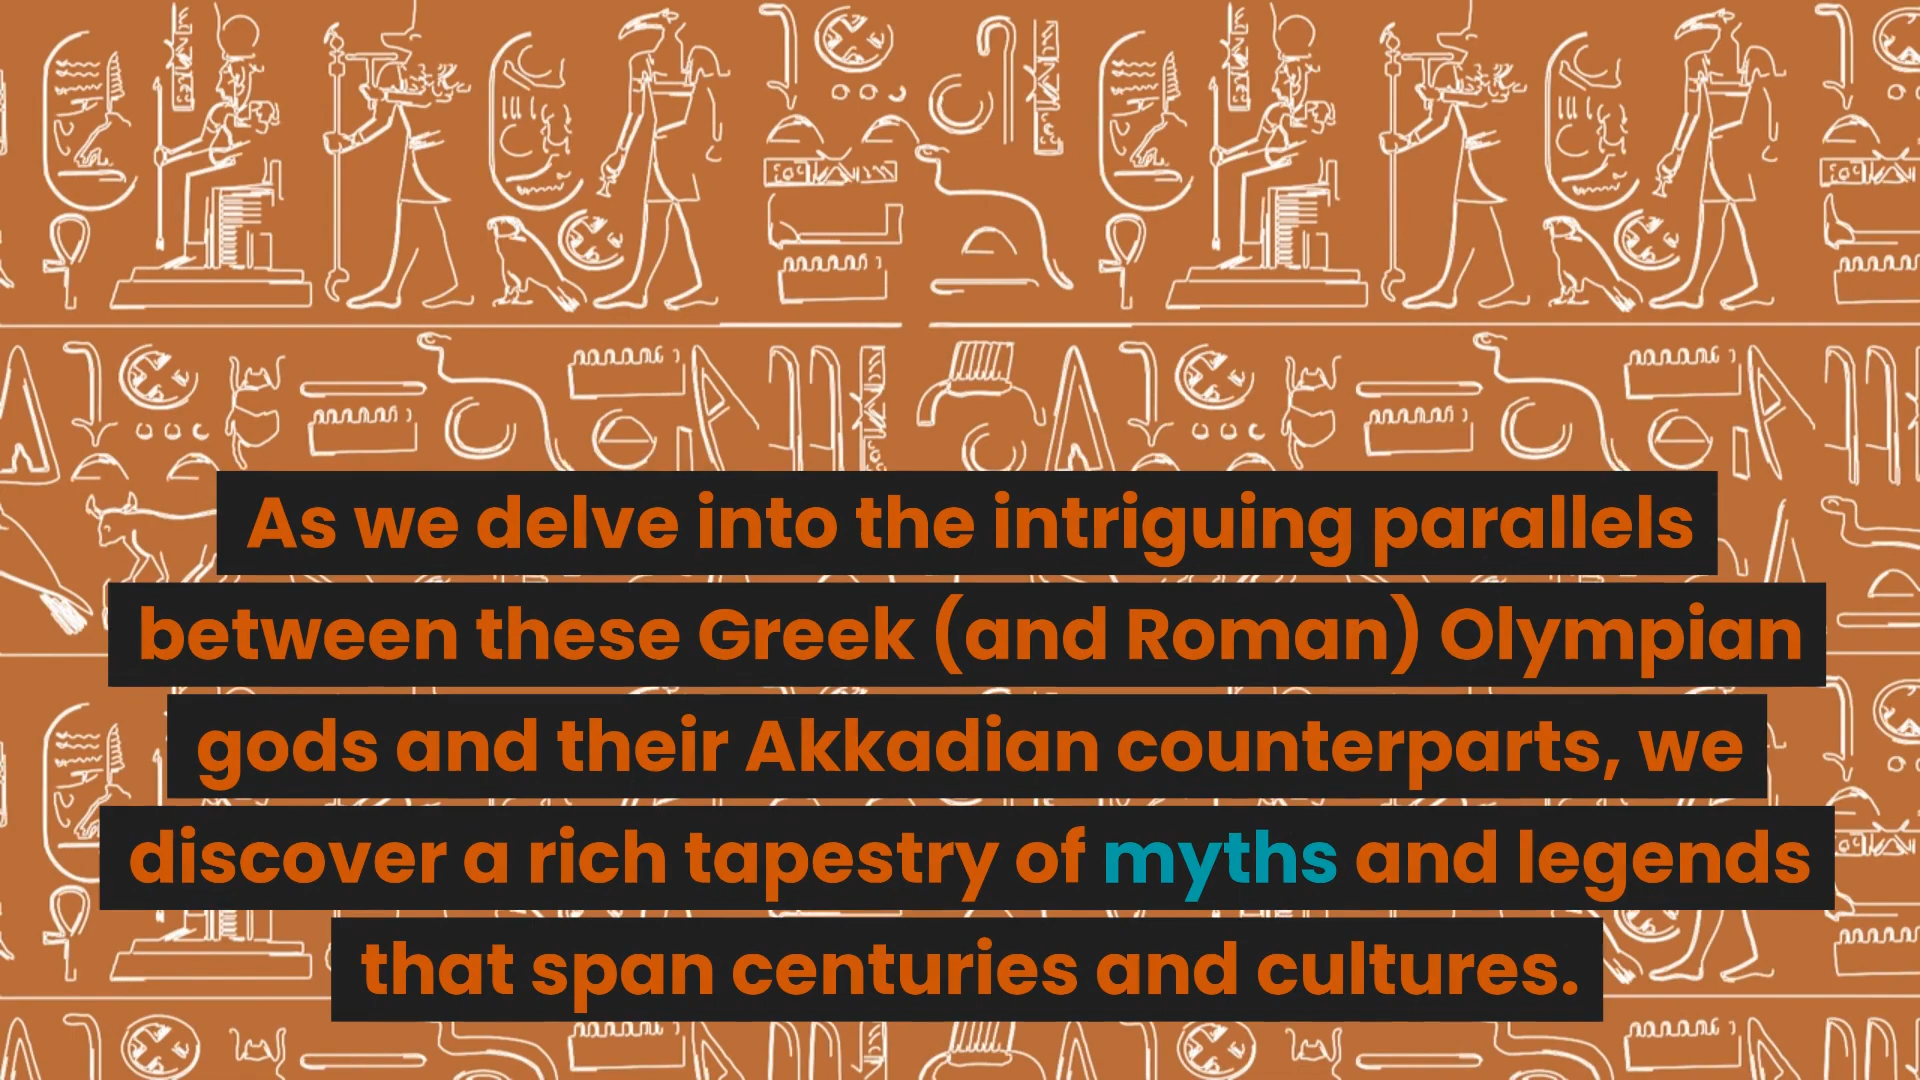 As we delve into the intriguing parallels
between these Greek (and Roman) Olympian
gods and their Akkadian counterparts, we
discover a rich tapestry of myths and legends
that span centuries and cultures.